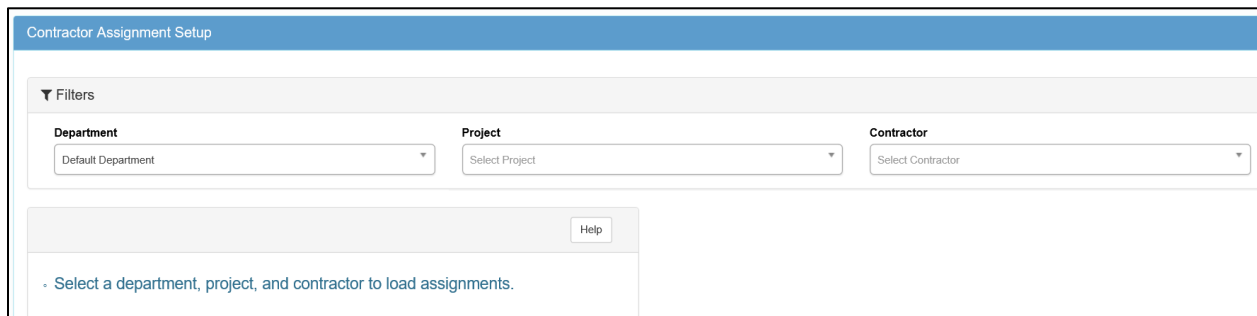 Contractor Assignment Setup
Filters
Department Project Contractor
Default Department Select Project Select Contractor
Help
Select a department, project, and contractor to load assignments.